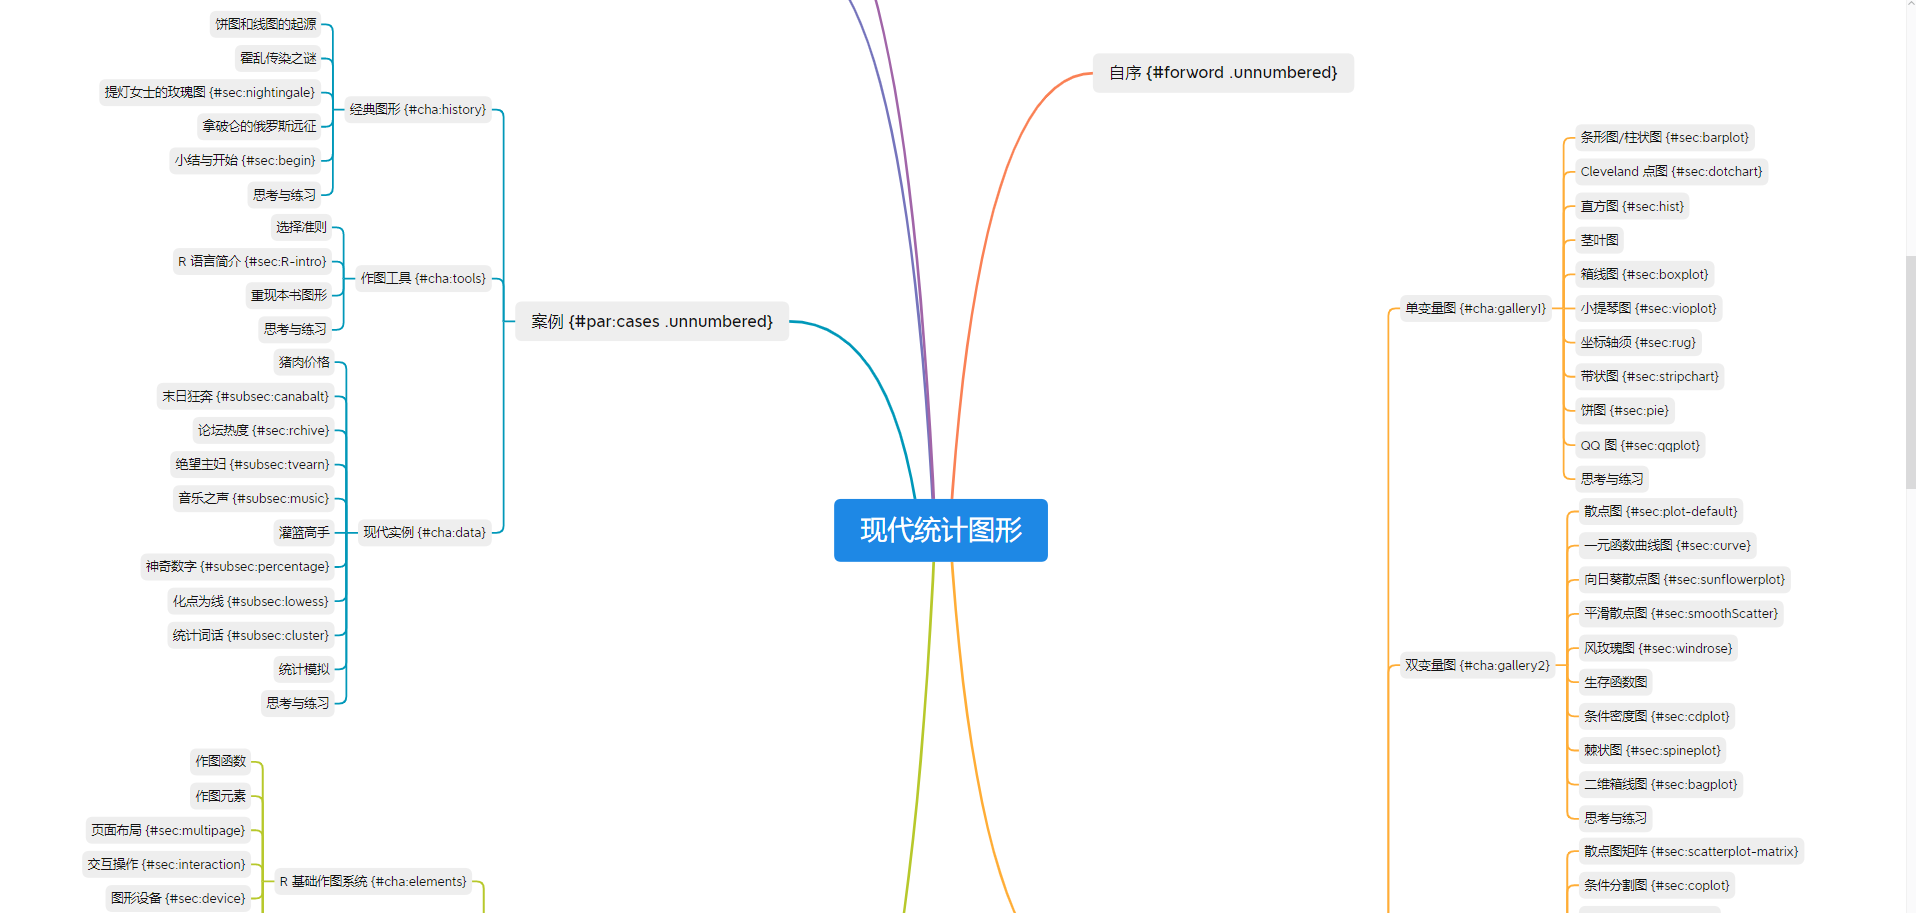 现代统计图形
自序 {#forword .unnumbered}
案例 {#par:cases .unnumbered}
经典图形 {#cha:history}
饼图和线图的起源
霍乱传染之谜
提灯女士的玫瑰图 {#sec:nightingale}
拿破仑的俄罗斯远征
小结与开始 {#sec:begin}
思考与练习
作图工具 {#cha:tools}
选择准则
R 语言简介 {#sec:R-intro}
重现本书图形
思考与练习
现代实例 {#cha:data}
猪肉价格
末日狂奔 {#subsec:canabalt}
论坛热度 {#sec:rchive}
绝望主妇 {#subsec:tvearn}
音乐之声 {#subsec:music}
灌篮高手
神奇数字 {#subsec:percentage}
化点为线 {#subsec:lowess}
统计词话 {#subsec:cluster}
统计模拟
思考与练习
R 基础作图系统 {#cha:elements}
作图函数
作图元素
页面布局 {#sec:multipage}
交互操作 {#sec:interaction}
图形设备 {#sec:device}
单变量图 {#cha:gallery1}
条形图/柱状图 {#sec:barplot}
Cleveland 点图 {#sec:dotchart}
直方图 {#sec:hist}
茎叶图
箱线图 {#sec:boxplot}
小提琴图 {#sec:vioplot}
坐标轴须 {#sec:rug}
带状图 {#sec:stripchart}
饼图 {#sec:pie}
QQ 图 {#sec:qqplot}
思考与练习
双变量图 {#cha:gallery2}
散点图 {#sec:plot-default}
一元函数曲线图 {#sec:curve}
向日葵散点图 {#sec:sunflowerplot}
平滑散点图 {#sec:smoothScatter}
风玫瑰图 {#sec:windrose}
生存函数图
条件密度图 {#sec:cdplot}
棘状图 {#sec:spineplot}
二维箱线图 {#sec:bagplot}
思考与练习
散点图矩阵 {#sec:scatterplot-matrix}
条件分割图 {#sec:coplot}